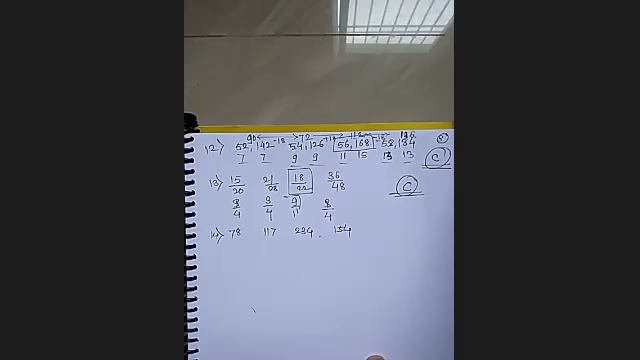 12) 52,142 54,126 56,168 58,184 C
7 7 9 9 11 15 13 13
13) 15/20 21/28 18/22 36/48 C
3/4 3/4 9/11 3/4
14) 78 117 234 154